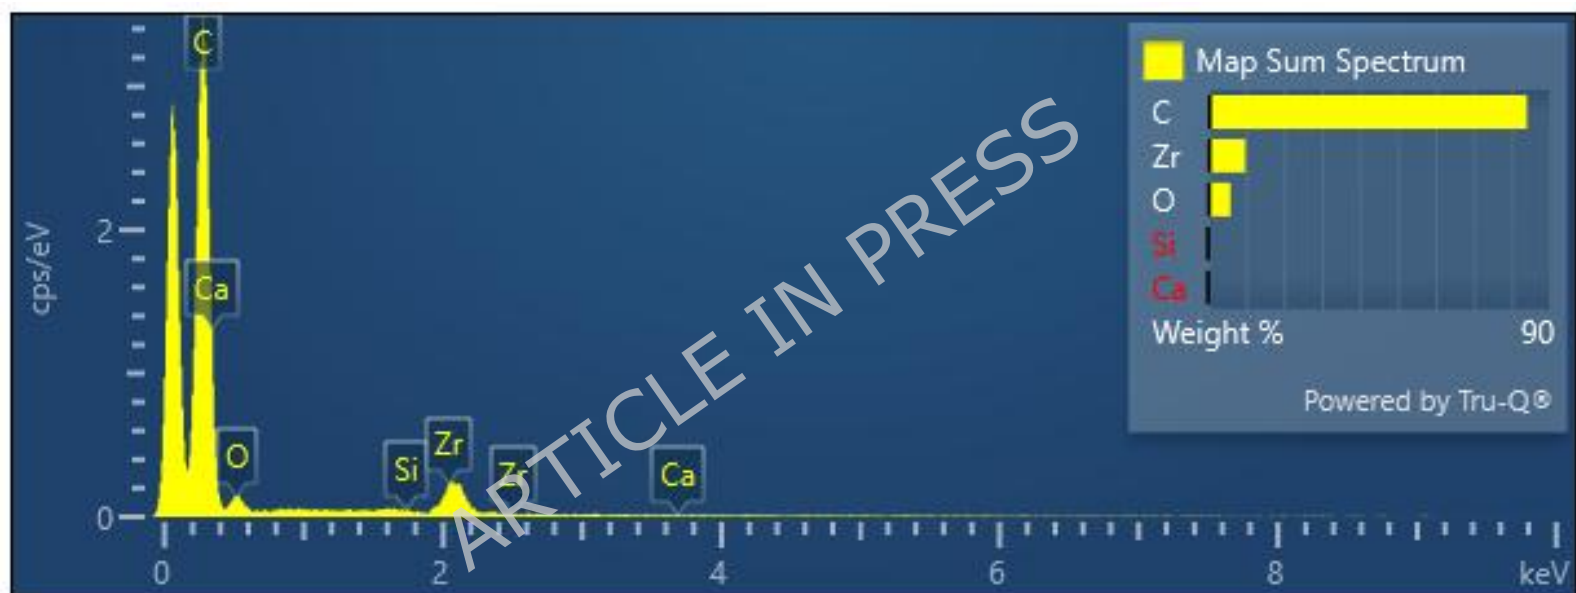 C
Ca
O
Si
Zr
Zr
Ca
cps/eV
2
0
0
2
4
6
8
keV
Map Sum Spectrum
C
Zr
O
Si
Ca
Weight %
90
Powered by Tru-Q®
ARTICLE IN PRESS